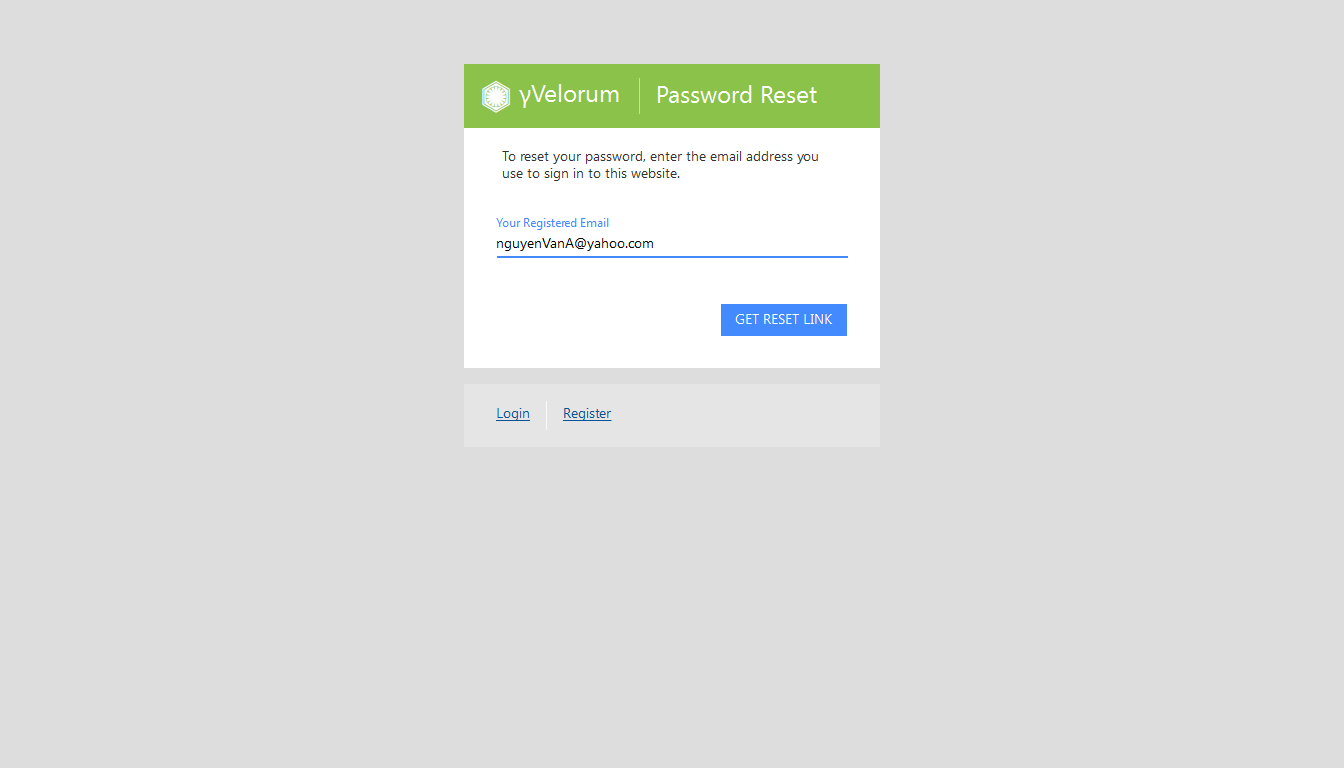 γVelorum
Password Reset
To reset your password, enter the email address you
use to sign in to this website.
Your Registered Email
nguyenVanA@yahoo.com
GET RESET LINK
Login
Register